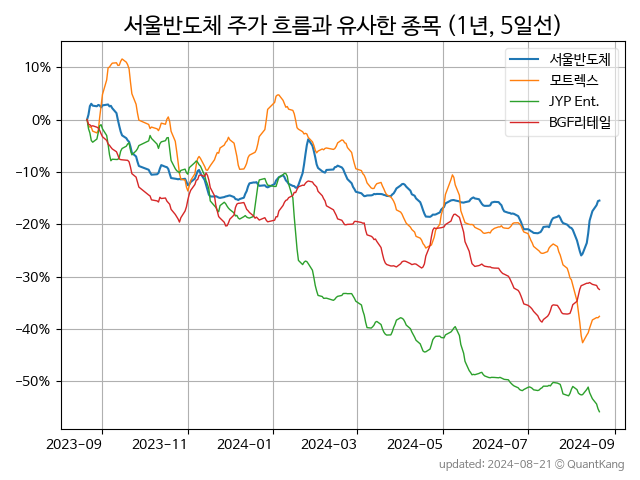 서울반도체 주가 흐름과 유사한 종목 (1년, 5일선)
서울반도체
모트렉스
JYP Ent.
BGF리테일
10%
0%
−10%
−20%
−30%
−40%
−50%
2023−09 2023−11 2024−01 2024−03 2024−05 2024−07 2024−09
updated: 2024-08-21 © QuantKang